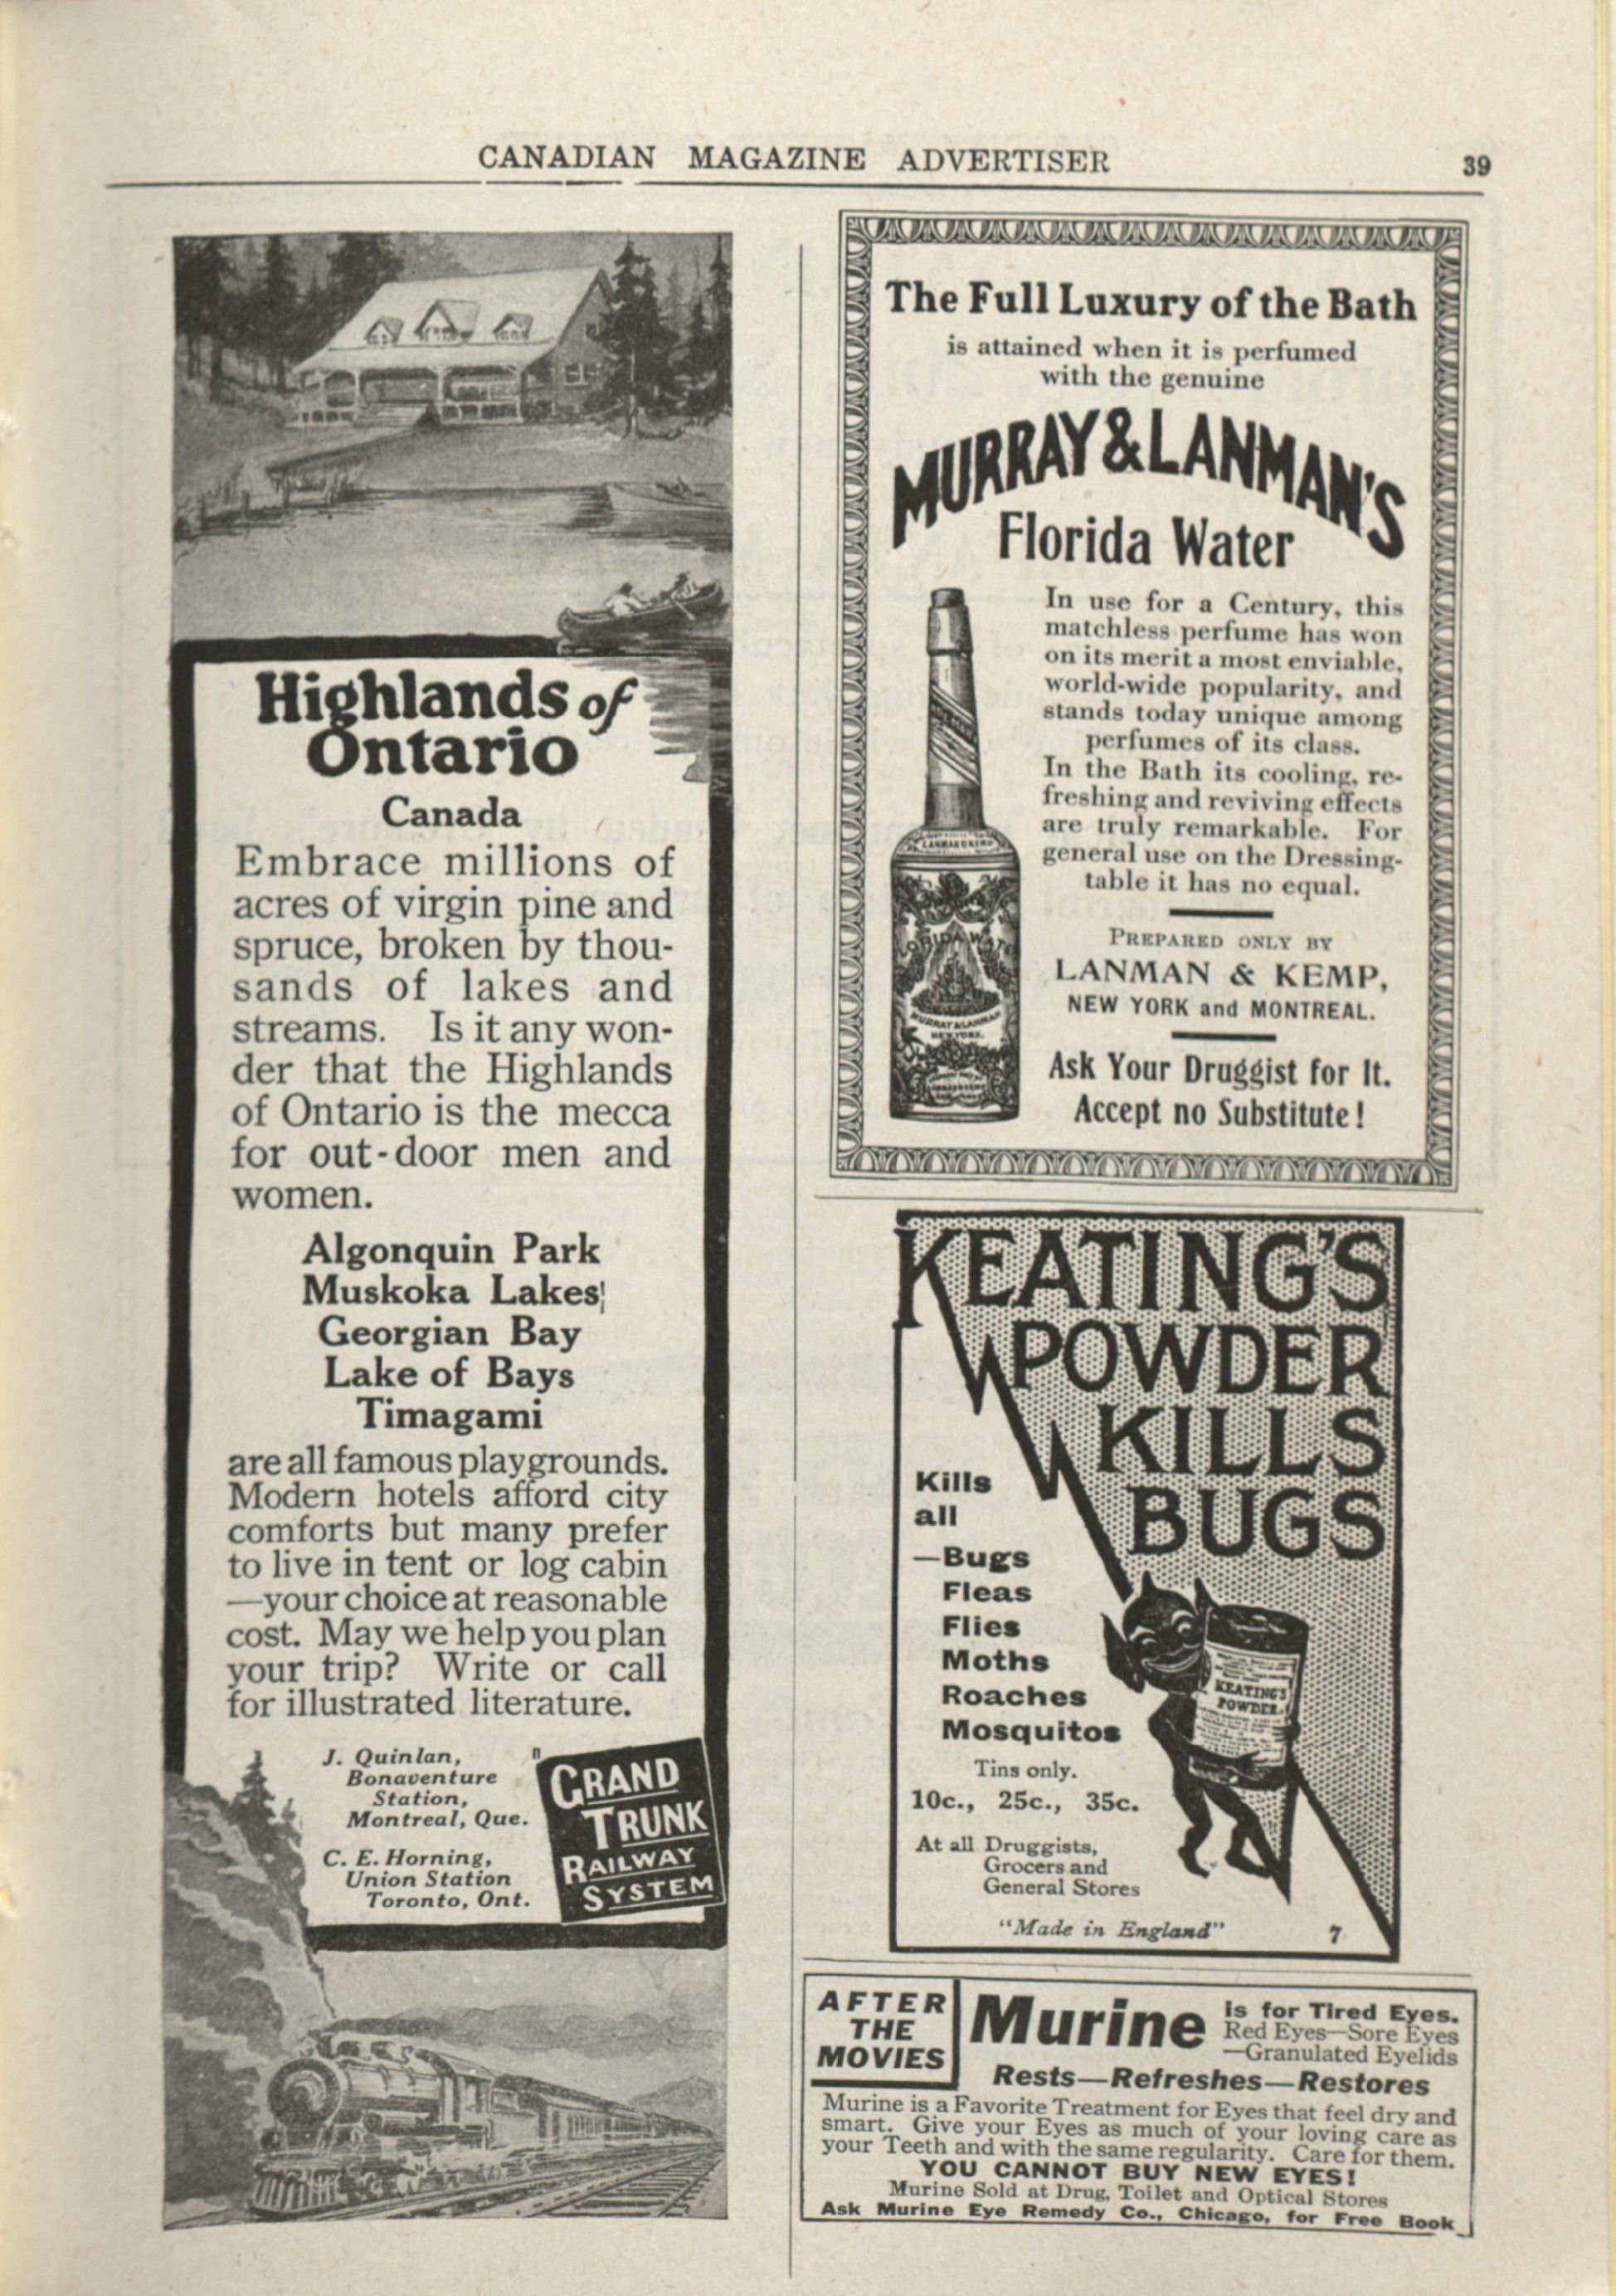 CANADIAN MAGAZINE ADVERTISER
39
Highlands of
Ontario
Canada
Embrace millions of
acres of virgin pine and
spruce, broken by thou-
sands of lakes and
streams. Is it any won-
der that the Highlands
of Ontario is the mecca
for out-door men and
women.
Algonquin Park
Muskoka Lakes
Georgian Bay
Lake of Bays
Timagami
are all famous playgrounds.
Modern hotels afford city
comforts but many prefer
to live in tent or log cabin
—your choice at reasonable
cost. May we help you plan
your trip? Write or call
for illustrated literature.
J. Quinlan,
Bonaventure
Station,
Montreal, Que.
C. E. Horning,
Union Station
Toronto, Ont.
GRAND
TRUNK
RAILWAY
SYSTEM
The Full Luxury of the Bath
is attained when it is perfumed
with the genuine
MURRAY & LANMAN'S
Florida Water
In use for a Century, this
matchless perfume has won
on its merit a most enviable,
world-wide popularity, and
stands today unique among
perfumes of its class.
In the Bath its cooling, re-
freshing and reviving effects
are truly remarkable. For
general use on the Dressing-
table it has no equal.
LANMAN & KEMP
FLORIDA WATER
MURRAY & LANMAN
NEW YORK.
PREPARED ONLY BY
LANMAN & KEMP,
NEW YORK and MONTREAL.
Ask Your Druggist for It.
Accept no Substitute!
KEATING'S
POWDER
KILLS
BUGS
Kills
all
—Bugs
Fleas
Flies
Moths
Roaches
Mosquitos
KEATING'S
POWDER
Tins only.
10c., 25c., 35c.
At all Druggists,
Grocers and
General Stores
"Made in England" 7
AFTER
THE
MOVIES
Murine is for Tired Eyes.
Red Eyes—Sore Eyes
—Granulated Eyelids
Rests—Refreshes—Restores
Murine is a Favorite Treatment for Eyes that feel dry and
smart. Give your Eyes as much of your loving care as
your Teeth and with the same regularity. Care for them.
YOU CANNOT BUY NEW EYES!
Murine Sold at Drug, Toilet and Optical Stores
Ask Murine Eye Remedy Co., Chicago, for Free Book